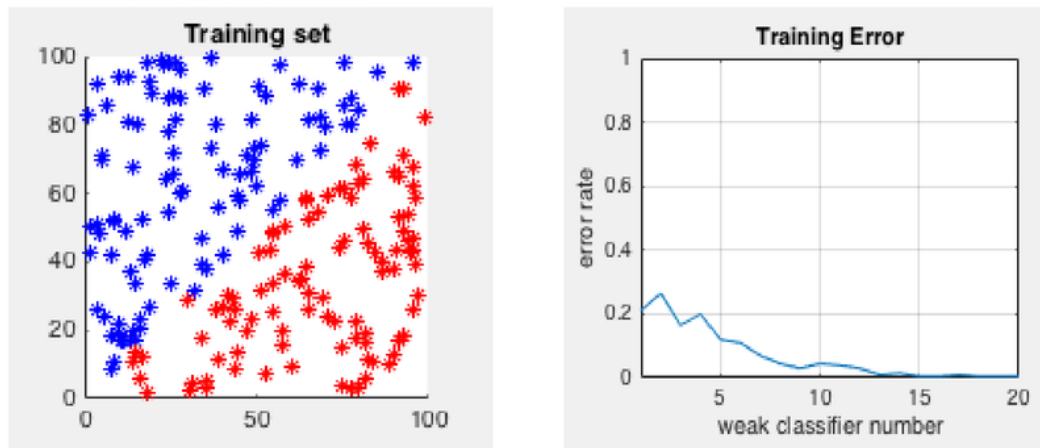 Training set
100
80
60
40
20
0
0 50 100
Training Error
1
0.8
0.6
0.4
0.2
0
5 10 15 20
error rate
weak classifier number